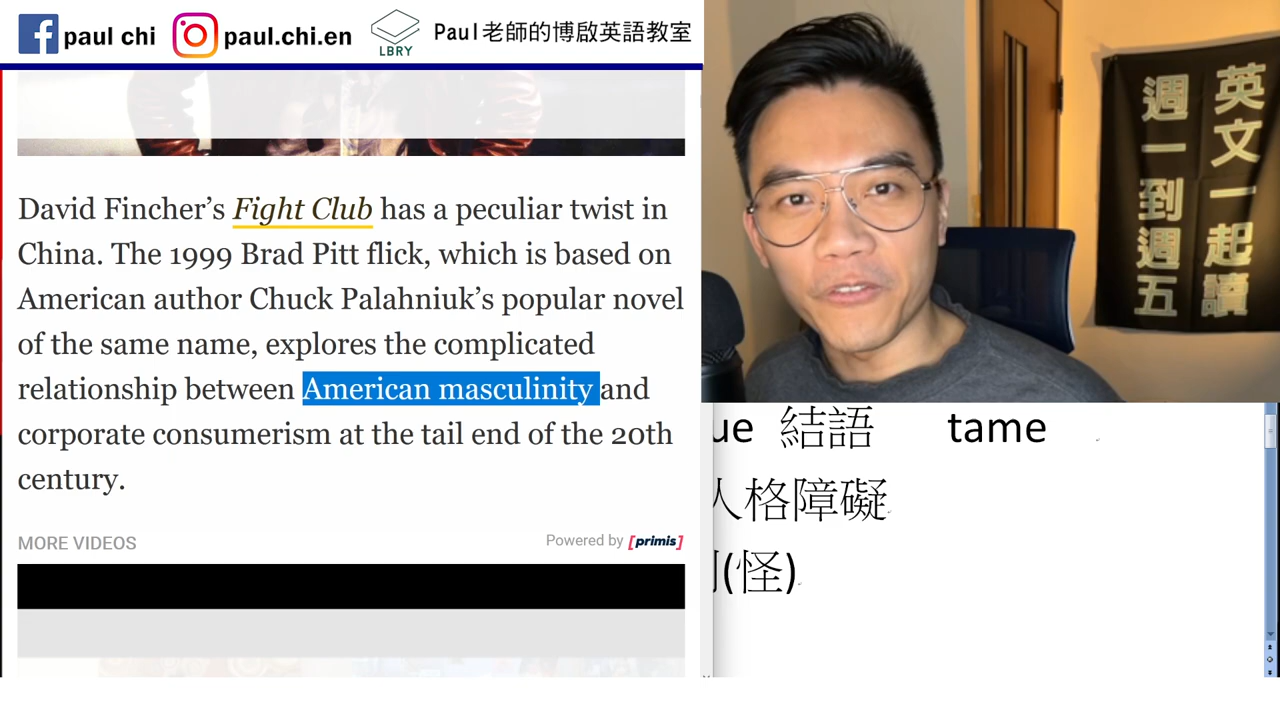 paul chi
paul.chi.en
LBRY
Paul老師的博啟英語教室
David Fincher's Fight Club has a peculiar twist in
China. The 1999 Brad Pitt flick, which is based on
American author Chuck Palahniuk's popular novel
of the same name, explores the complicated
relationship between American masculinity and
corporate consumerism at the tail end of the 20th
century.
MORE VIDEOS
Powered by [primis]
英文一起讀
週一到週五
ue 結語 tame
人格障礙
(怪)